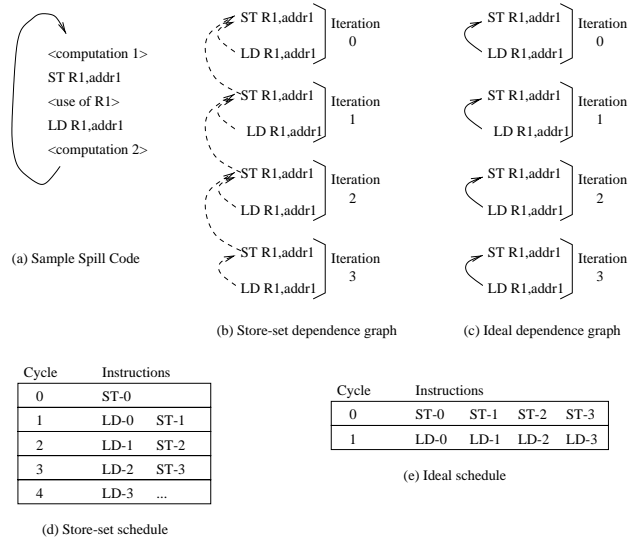 <computation 1>
ST R1,addr1
<use of R1>
LD R1,addr1
<computation 2>
(a) Sample Spill Code
ST R1,addr1
LD R1,addr1
Iteration
0
ST R1,addr1
LD R1,addr1
Iteration
1
ST R1,addr1
LD R1,addr1
Iteration
2
ST R1,addr1
LD R1,addr1
Iteration
3
(b) Store-set dependence graph
ST R1,addr1
LD R1,addr1
Iteration
0
ST R1,addr1
LD R1,addr1
Iteration
1
ST R1,addr1
LD R1,addr1
Iteration
2
ST R1,addr1
LD R1,addr1
Iteration
3
(c) Ideal dependence graph
Cycle Instructions
0 ST-0
1 LD-0 ST-1
2 LD-1 ST-2
3 LD-2 ST-3
4 LD-3 ...
(d) Store-set schedule
Cycle Instructions
0 ST-0 ST-1 ST-2 ST-3
1 LD-0 LD-1 LD-2 LD-3
(e) Ideal schedule